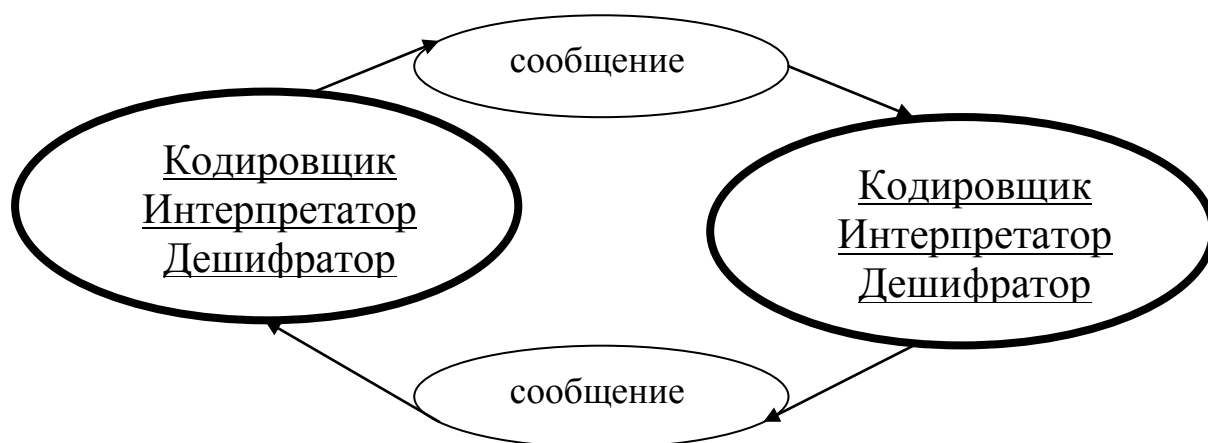 сообщение
Кодировщик
Интерпретатор
Дешифратор
Кодировщик
Интерпретатор
Дешифратор
сообщение